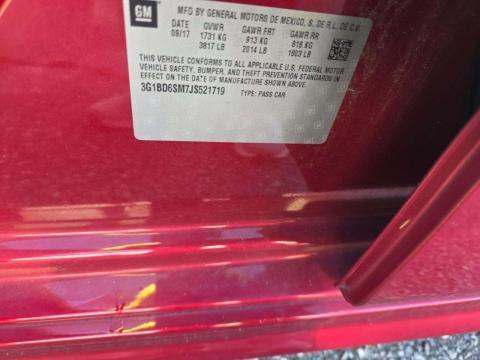 GM
MFD BY GENERAL MOTORS DE MEXICO, S. DE R.L. DE C.V.
DATE GVWR GAWR FRT GAWR RR
09/17 1731 KG 913 KG 818 KG
3817 LB 2014 LB 1803 LB
THIS VEHICLE CONFORMS TO ALL APPLICABLE U.S. FEDERAL MOTOR
VEHICLE SAFETY, BUMPER, AND THEFT PREVENTION STANDARDS IN
EFFECT ON THE DATE OF MANUFACTURE SHOWN ABOVE.
3G1BD6SM7JS521719
TYPE: PASS CAR